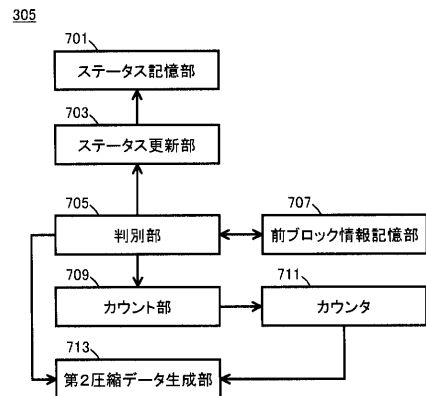 305
701
ステータス記憶部
703
ステータス更新部
705
判別部
707
前ブロック情報記憶部
709
カウント部
711
カウンタ
713
第2圧縮データ生成部